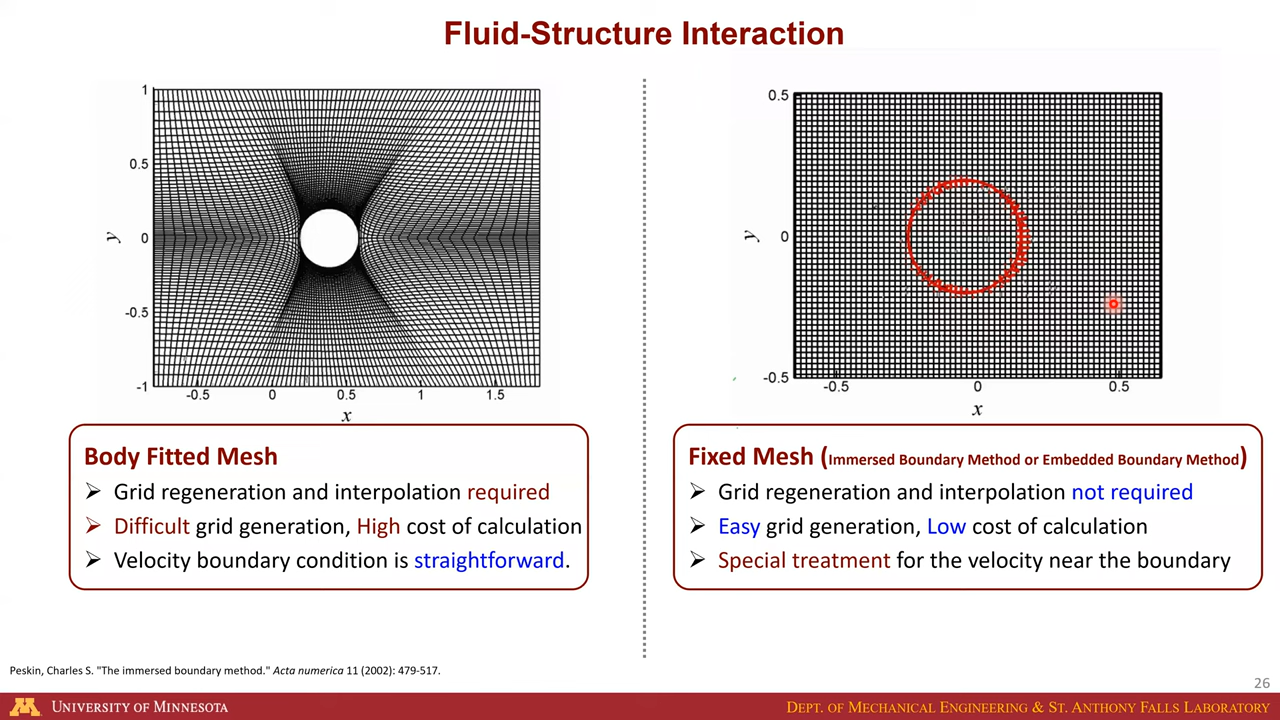 Fluid-Structure Interaction
1
0.5
0
-0.5
-1
y
-0.5
0
0.5
1
1.5
x
0.5
0
-0.5
y
-0.5
0
0.5
x
Body Fitted Mesh
➢ Grid regeneration and interpolation required
➢ Difficult grid generation, High cost of calculation
➢ Velocity boundary condition is straightforward.
Fixed Mesh (Immersed Boundary Method or Embedded Boundary Method)
➢ Grid regeneration and interpolation not required
➢ Easy grid generation, Low cost of calculation
➢ Special treatment for the velocity near the boundary
Peskin, Charles S. "The immersed boundary method." Acta numerica 11 (2002): 479-517.
26
M UNIVERSITY OF MINNESOTA
DEPT. OF MECHANICAL ENGINEERING & ST. ANTHONY FALLS LABORATORY